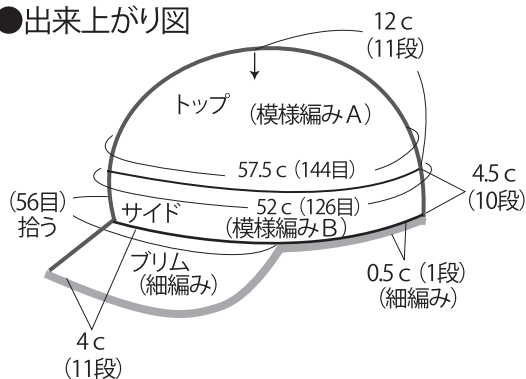 ●出来上がり図
12c
(11段)
トップ
(模様編みA)
57.5c(144目)
4.5c
(10段)
(56目)
拾う
サイド
52c(126目)
(模様編みB)
ブリム
(細編み)
0.5c(1段)
(細編み)
4c
(11段)